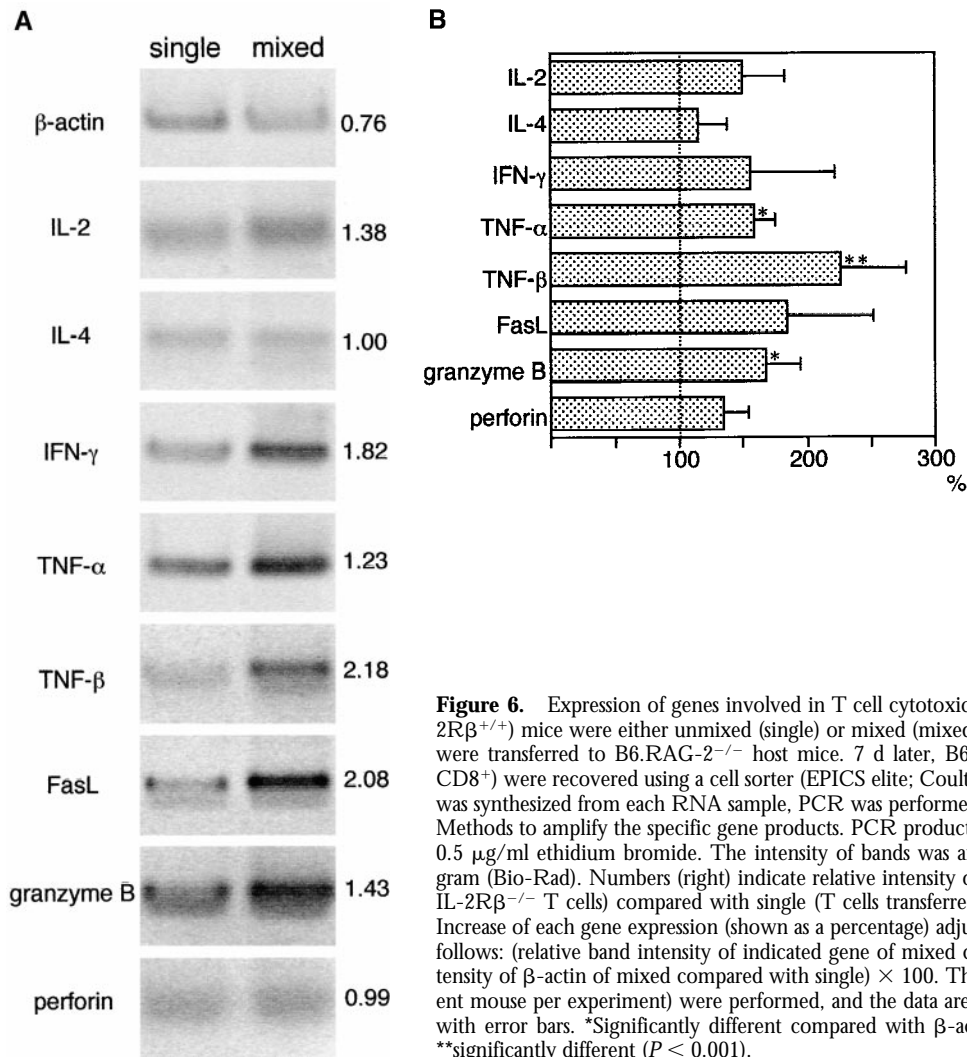 A
single mixed
β-actin 0.76
IL-2 1.38
IL-4 1.00
IFN-γ 1.82
TNF-α 1.23
TNF-β 2.18
FasL 2.08
granzyme B 1.43
perforin 0.99
B
IL-2
IL-4
IFN-γ
TNF-α *
TNF-β **
FasL
granzyme B *
perforin
100 200 300
%
Figure 6. Expression of genes involved in T cell cytotoxic
2Rβ+/+) mice were either unmixed (single) or mixed (mixed
were transferred to B6.RAG-2−/− host mice. 7 d later, B6
CD8+) were recovered using a cell sorter (EPICS elite; Coult
was synthesized from each RNA sample, PCR was performe
Methods to amplify the specific gene products. PCR product
0.5 μg/ml ethidium bromide. The intensity of bands was a
gram (Bio-Rad). Numbers (right) indicate relative intensity o
IL-2Rβ−/− T cells) compared with single (T cells transferre
Increase of each gene expression (shown as a percentage) adju
follows: (relative band intensity of indicated gene of mixed c
tensity of β-actin of mixed compared with single) × 100. Th
ent mouse per experiment) were performed, and the data are
with error bars. *Significantly different compared with β-ac
**significantly different (P < 0.001).